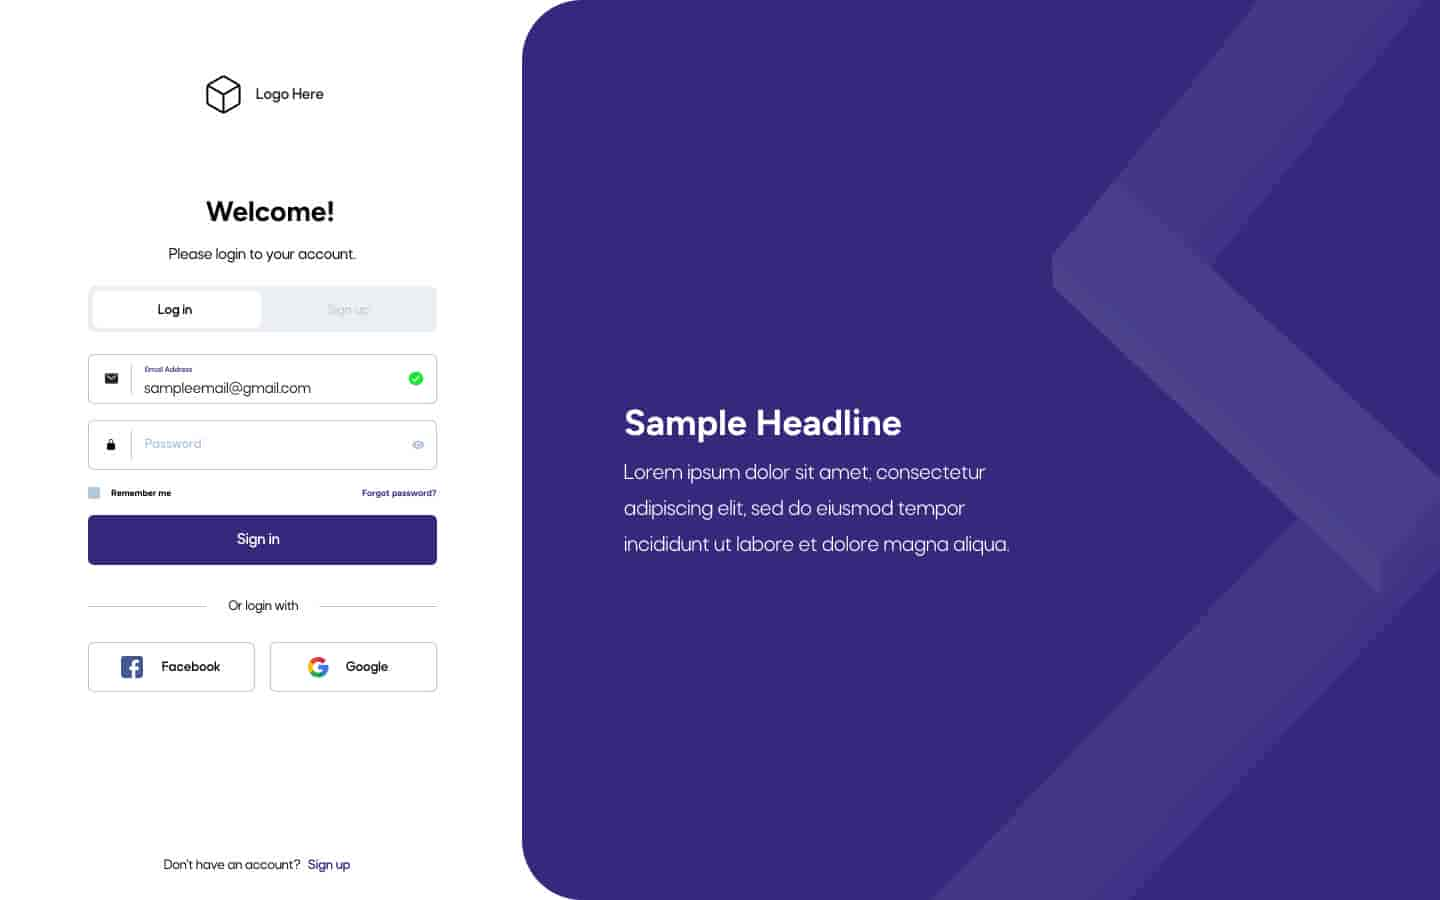 Logo Here
Welcome!
Please login to your account.
Log in
Sign up
Email Address
sampleemail@gmail.com
Password
Remember me
Forgot password?
Sign in
Or login with
Facebook
Google
Don't have an account? Sign up
Sample Headline
Lorem ipsum dolor sit amet, consectetur
adipiscing elit, sed do eiusmod tempor
incididunt ut labore et dolore magna aliqua.